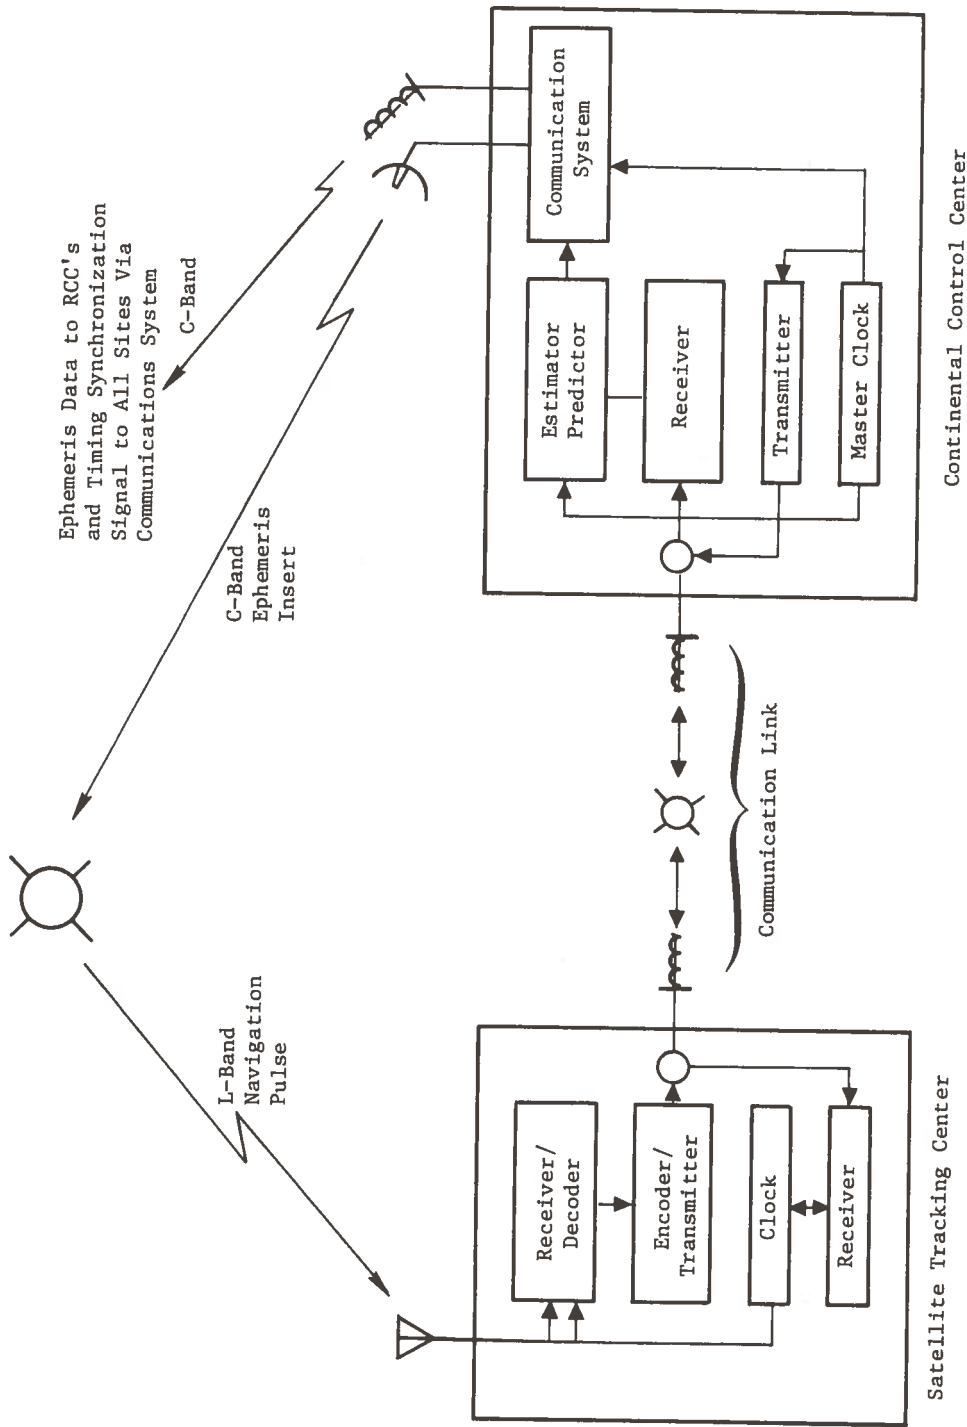 Ephemeris Data to RCC's
and Timing Synchronization
Signal to All Sites Via
Communications System
C-Band
C-Band
Ephemeris
Insert
L-Band
Navigation
Pulse
Receiver/
Decoder
Encoder/
Transmitter
Clock
Receiver
Satellite Tracking Center
Communication Link
Communication
System
Estimator
Predictor
Receiver
Transmitter
Master Clock
Continental Control Center